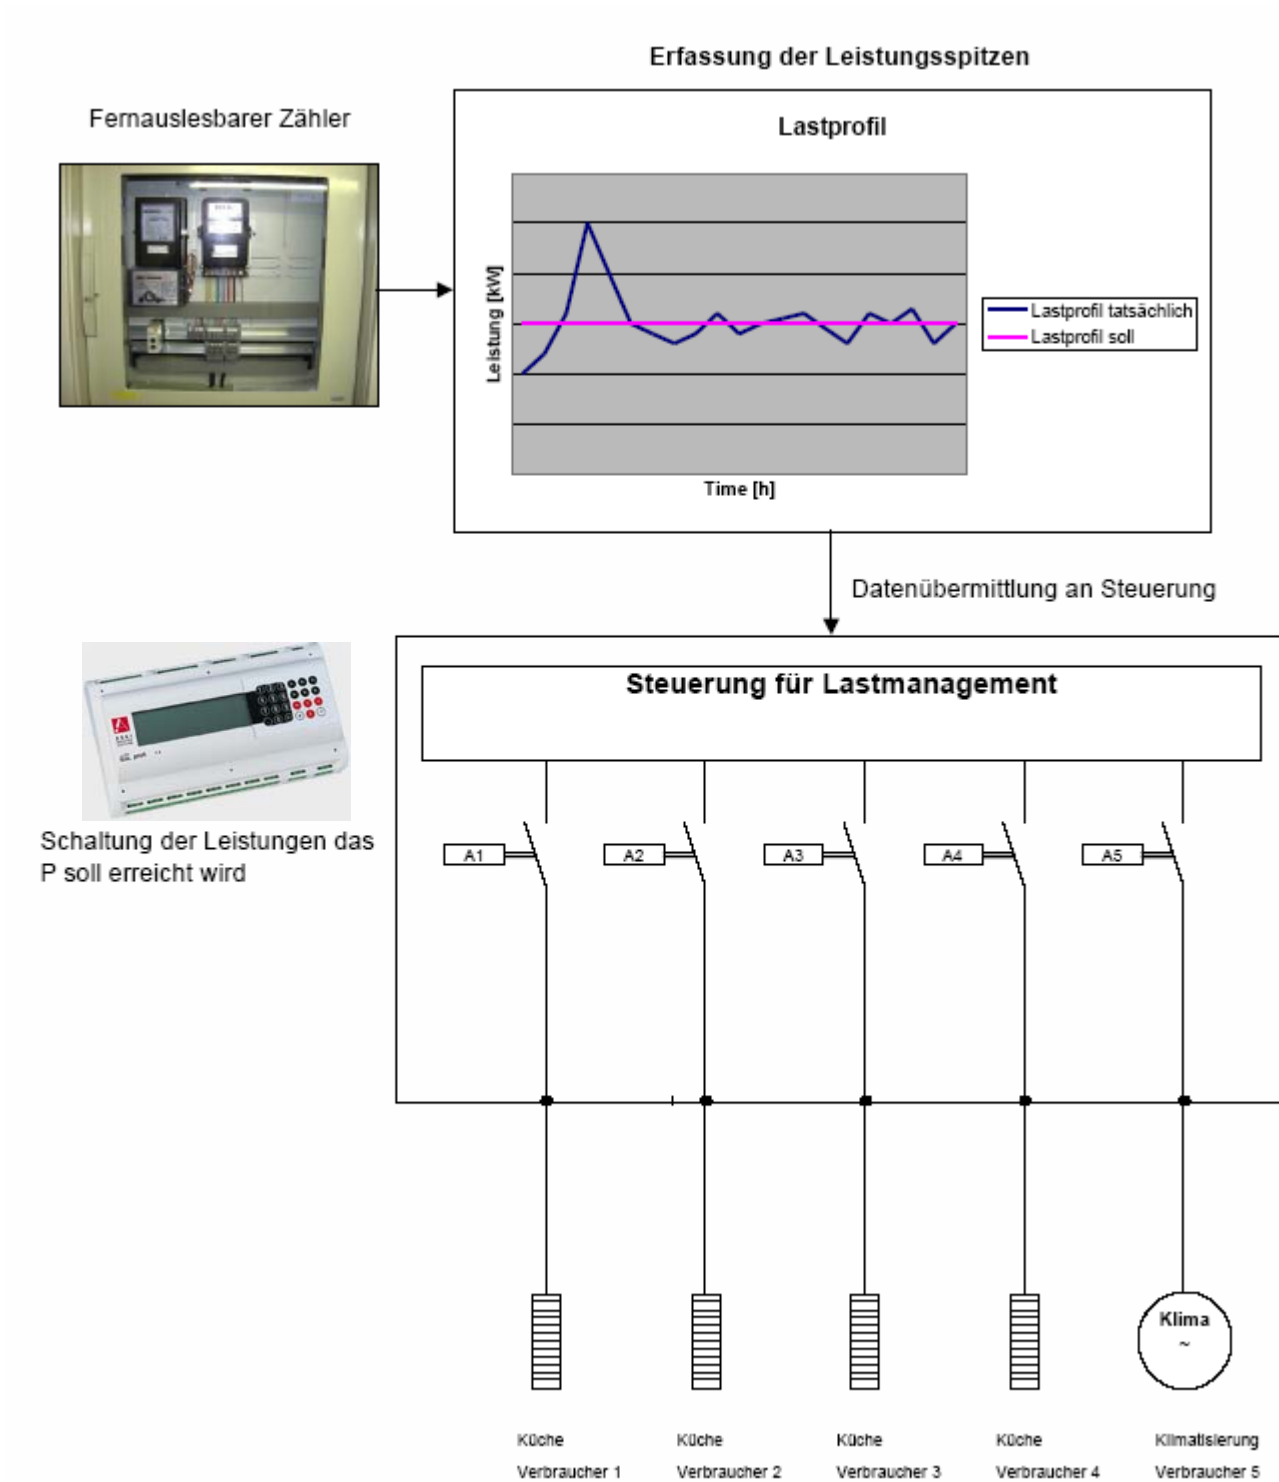 Erfassung der Leistungsspitzen
Fernauslesbarer Zähler
Lastprofil
Leistung [kW]
Lastprofil tatsächlich
Lastprofil soll
Time [h]
Datenübermittlung an Steuerung
Steuerung für Lastmanagement
Schaltung der Leistungen das
P soll erreicht wird
A1
A2
A3
A4
A5
Klima
~
Küche
Verbraucher 1
Küche
Verbraucher 2
Küche
Verbraucher 3
Küche
Verbraucher 4
Klimatisierung
Verbraucher 5